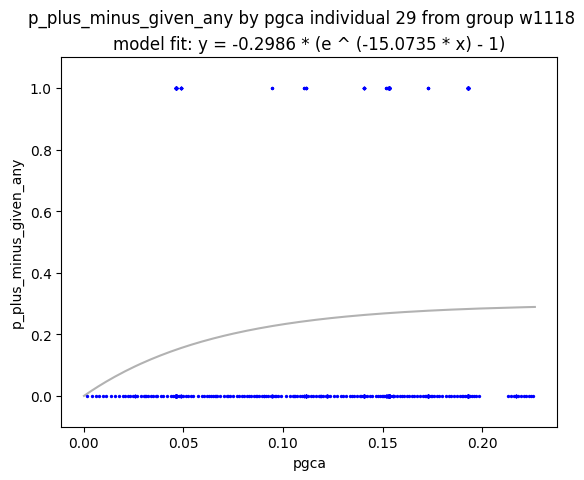 p_plus_minus_given_any by pgca individual 29 from group w1118
model fit: y = -0.2986 * (e ^ (-15.0735 * x) - 1)
p_plus_minus_given_any
1.0
0.8
0.6
0.4
0.2
0.0
0.00 0.05 0.10 0.15 0.20
pgca